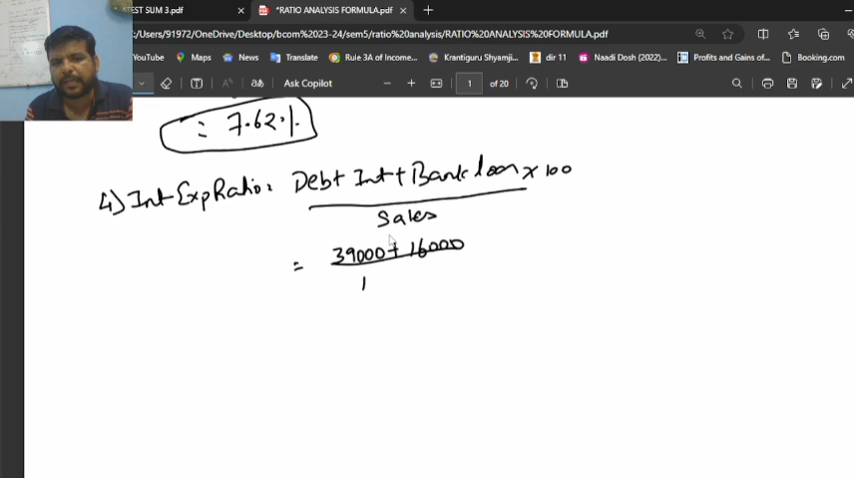 ATEST SUM 3.pdf
*RATIO ANALYSIS FORMULA.pdf
:/Users/91972/OneDrive/Desktop/bcom%2023-24/sem5/ratio%20analysis/RATIO%20ANALYSIS%20FORMULA.pdf
YouTube Maps News Translate Rule 3A of Income... Krantiguru Shyamji... dir 11 Naadi Dosh (2022)... Profits and Gains of... Booking.com
Ask Copilot 1 of 20
= 7.62%
4) Int Exp Ratio = Debt Int + Bank loan x 100
Sales
= 39000 + 16000
1